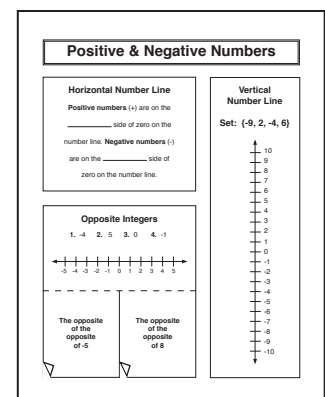 Positive & Negative Numbers
Horizontal Number Line
Positive numbers (+) are on the
__________ side of zero on the
number line. Negative numbers (-)
are on the __________ side of
zero on the number line.
Opposite Integers
1. -4 2. 5 3. 0 4. -1
-5 -4 -3 -2 -1 0 1 2 3 4 5
The opposite
of the
opposite
of -5
The opposite
of the
opposite
of 8
Vertical
Number Line
Set: {-9, 2, -4, 6}
10
9
8
7
6
5
4
3
2
1
0
-1
-2
-3
-4
-5
-6
-7
-8
-9
-10